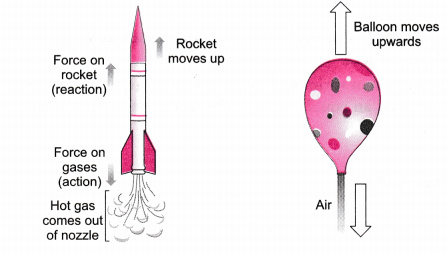 Rocket
moves up
Force on
rocket
(reaction)
Force on
gases
(action)
Hot gas
comes out
of nozzle
Balloon moves
upwards
Air